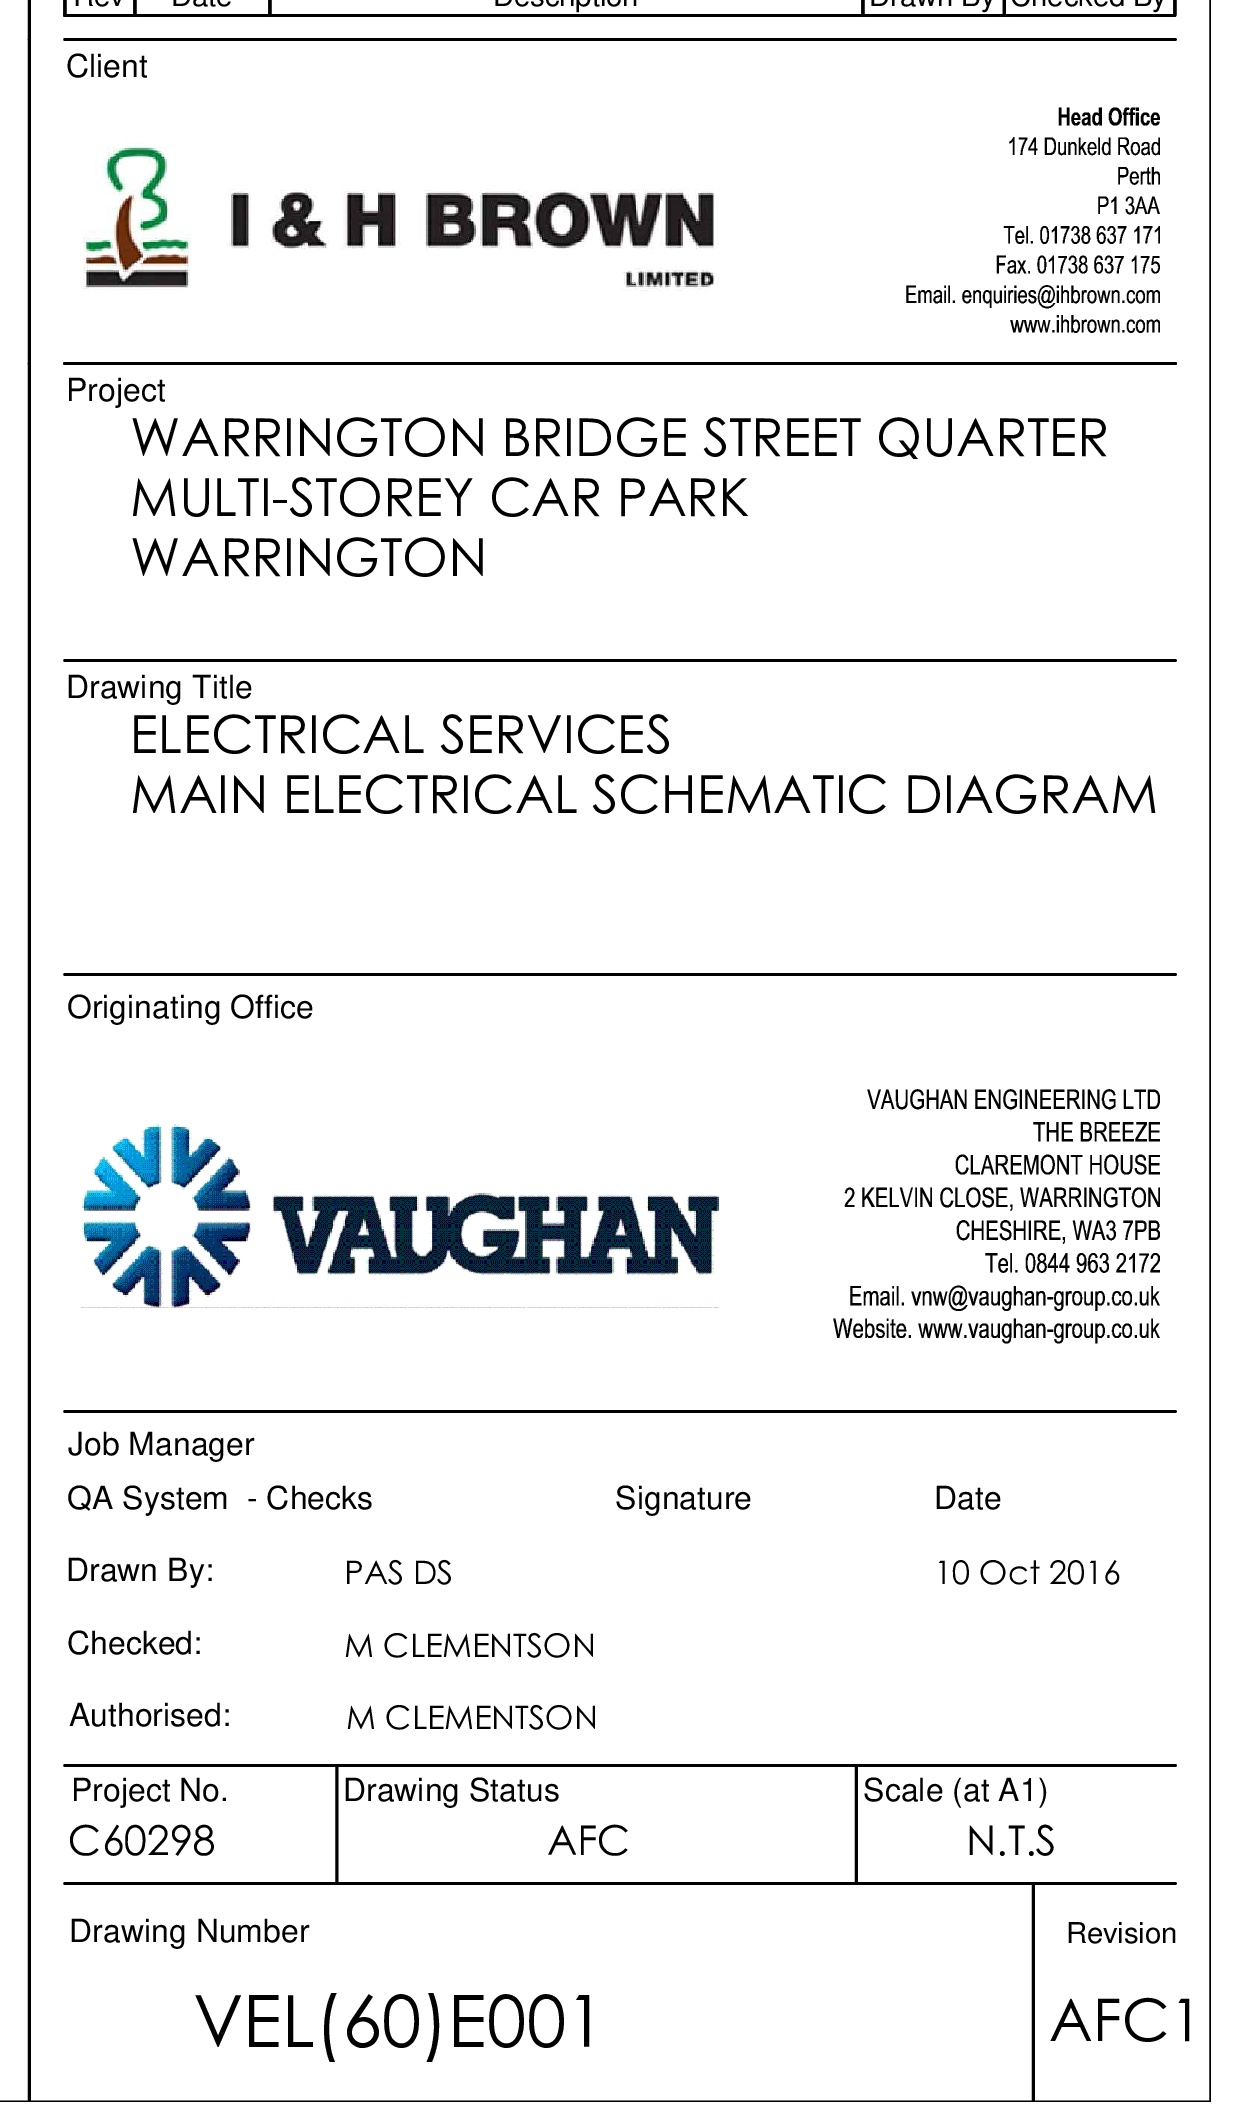 Rev Date Description Drawn By Checked By
Client
I & H BROWN
LIMITED
Head Office
174 Dunkeld Road
Perth
P1 3AA
Tel. 01738 637 171
Fax. 01738 637 175
Email. enquiries@ihbrown.com
www.ihbrown.com
Project
WARRINGTON BRIDGE STREET QUARTER
MULTI-STOREY CAR PARK
WARRINGTON
Drawing Title
ELECTRICAL SERVICES
MAIN ELECTRICAL SCHEMATIC DIAGRAM
Originating Office
VAUGHAN
VAUGHAN ENGINEERING LTD
THE BREEZE
CLAREMONT HOUSE
2 KELVIN CLOSE, WARRINGTON
CHESHIRE, WA3 7PB
Tel. 0844 963 2172
Email. vnw@vaughan-group.co.uk
Website. www.vaughan-group.co.uk
Job Manager
QA System - Checks Signature Date
Drawn By: PAS DS 10 Oct 2016
Checked: M CLEMENTSON
Authorised: M CLEMENTSON
Project No. Drawing Status Scale (at A1)
C60298 AFC N.T.S
Drawing Number Revision
VEL(60)E001 AFC1